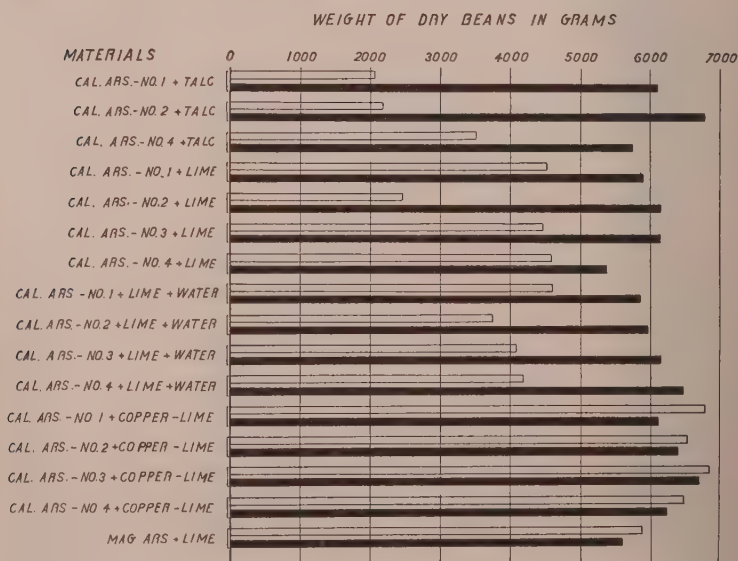 WEIGHT OF DRY BEANS IN GRAMS
MATERIALS 0 1000 2000 3000 4000 5000 6000 7000
CAL. ARS.-NO.1 + TALC
CAL. ARS.-NO.2 + TALC
CAL. ARS.-NO.4 + TALC
CAL. ARS. - NO.1 + LIME
CAL. ARS.- NO.2 + LIME
CAL. ARS. - NO.3 + LIME
CAL. ARS. - NO.4 + LIME
CAL. ARS - NO.1 + LIME + WATER
CAL. ARS.- NO.2 + LIME + WATER
CAL. ARS. - NO.3 + LIME + WATER
CAL. ARS. - NO.4 + LIME + WATER
CAL ARS.- NO 1 + COPPER - LIME
CAL. ARS.- NO.2 + COPPER - LIME
CAL ARS - NO.3 + COPPER - LIME
CAL. ARS - NO 4 + COPPER - LIME
MAG ARS + LIME